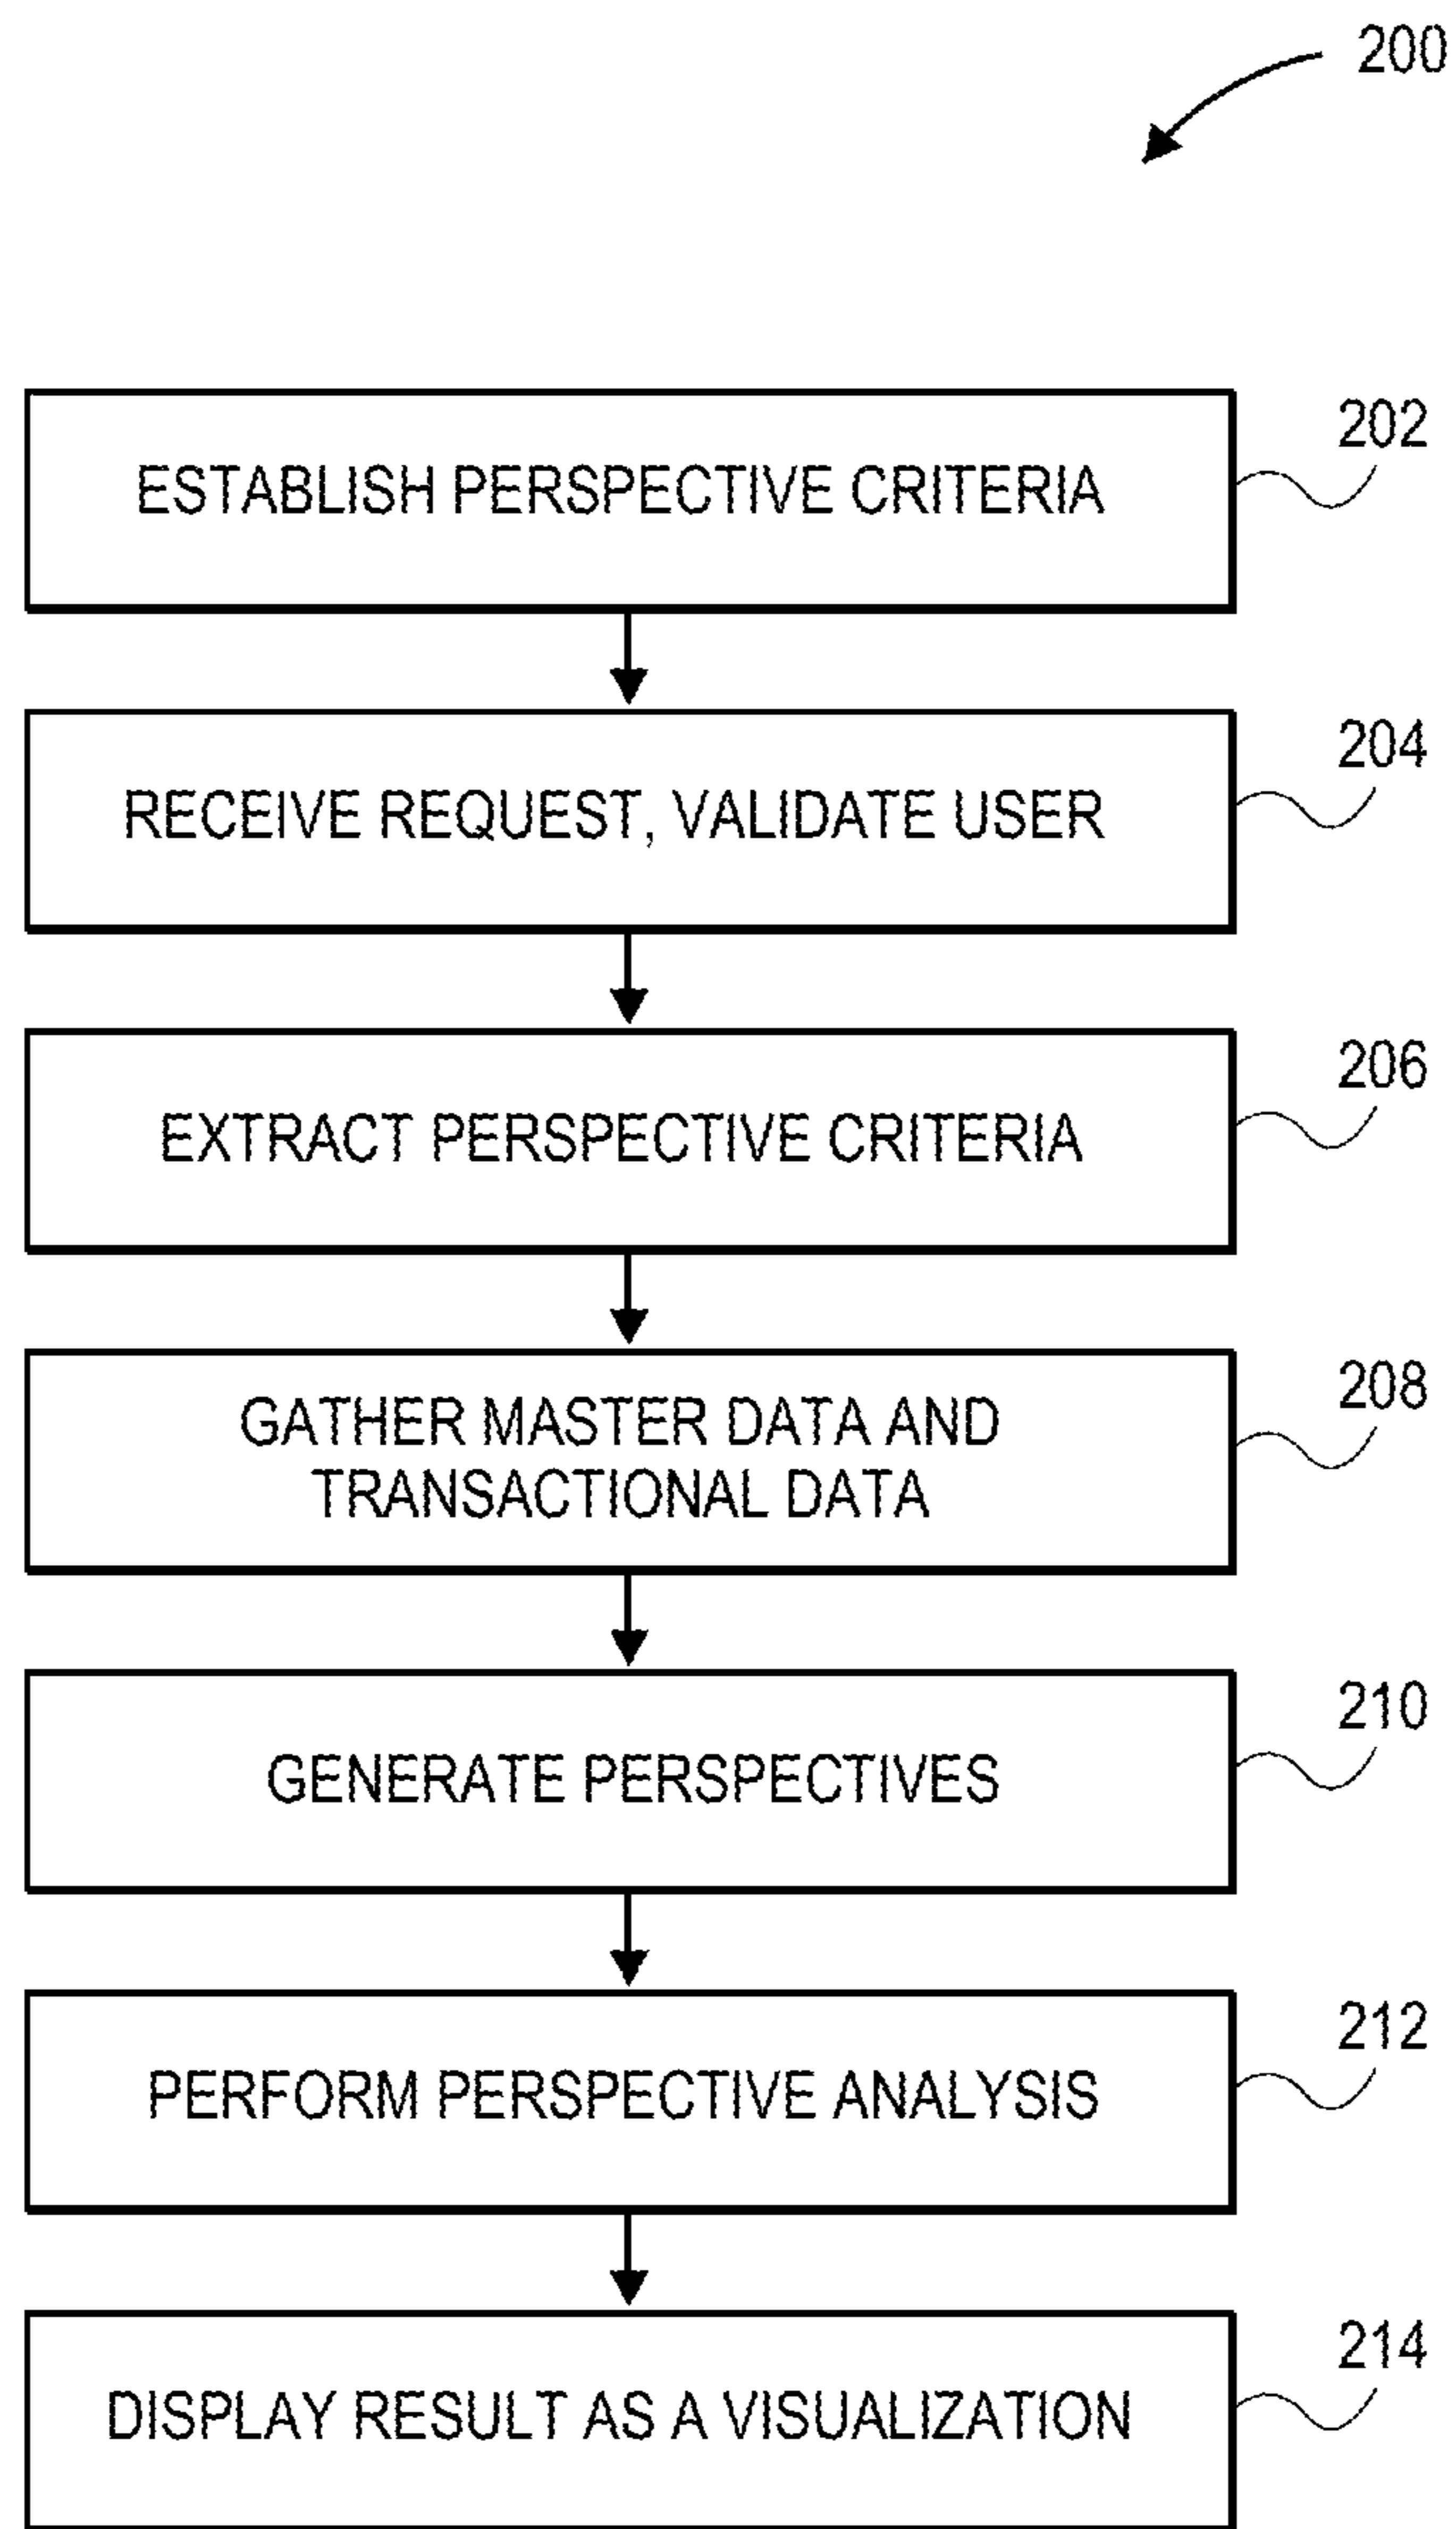 200
ESTABLISH PERSPECTIVE CRITERIA
202
RECEIVE REQUEST, VALIDATE USER
204
EXTRACT PERSPECTIVE CRITERIA
206
GATHER MASTER DATA AND
TRANSACTIONAL DATA
208
GENERATE PERSPECTIVES
210
PERFORM PERSPECTIVE ANALYSIS
212
DISPLAY RESULT AS A VISUALIZATION
214